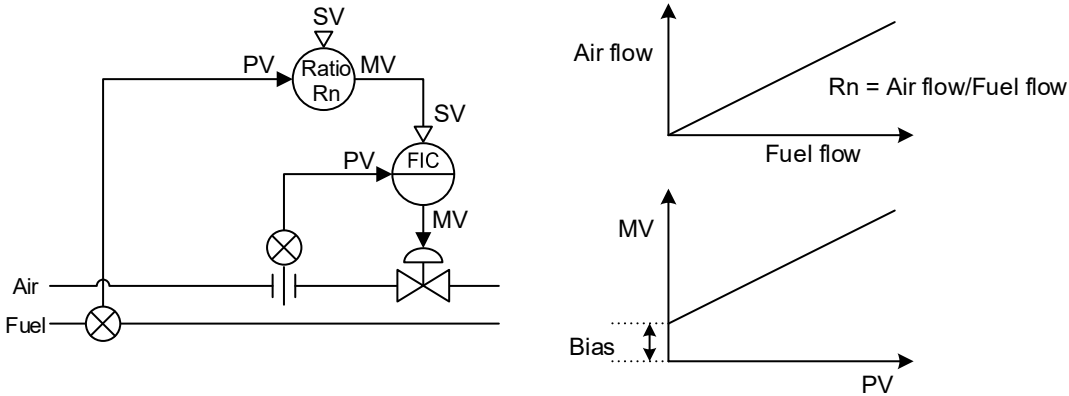 SV
PV
Ratio
Rn
MV
SV
PV
FIC
MV
Air
Fuel
Air flow
Rn = Air flow/Fuel flow
Fuel flow
MV
Bias
PV